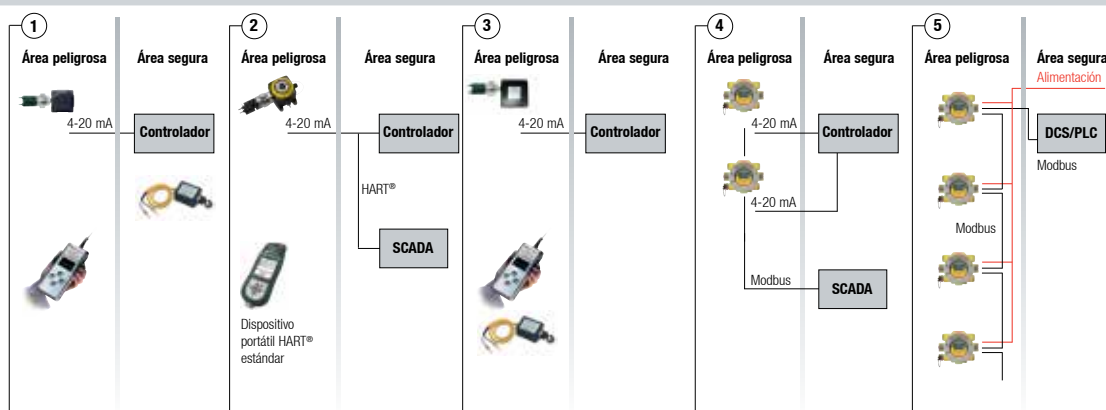 1
Área peligrosa
Área segura
4-20 mA
Controlador
2
Área peligrosa
Área segura
4-20 mA
Controlador
HART®
SCADA
Dispositivo
portátil HART®
estándar
3
Área peligrosa
Área segura
4-20 mA
Controlador
4
Área peligrosa
Área segura
4-20 mA
Controlador
4-20 mA
Modbus
SCADA
5
Área peligrosa
Área segura
Alimentación
DCS/PLC
Modbus
Modbus